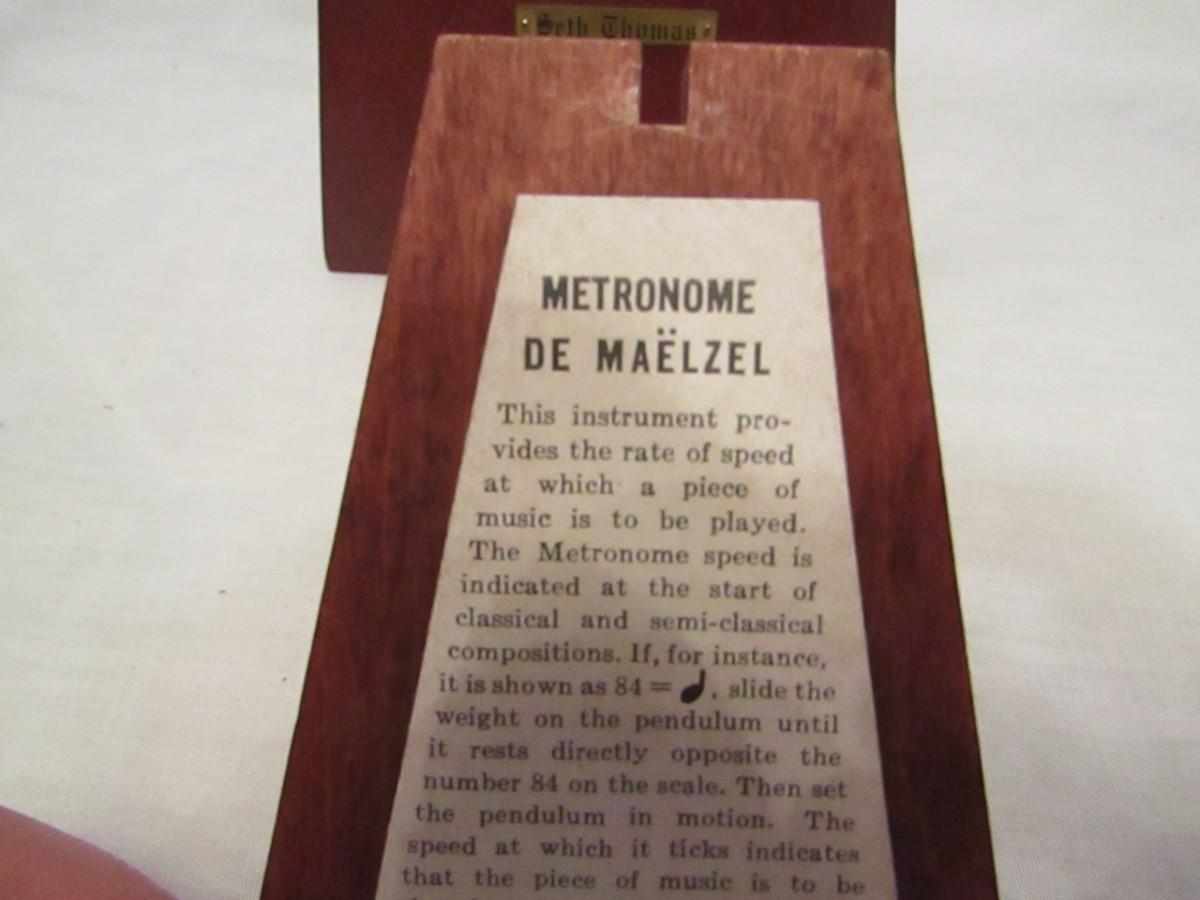 Seth Thomas
METRONOME
DE MAËLZEL
This instrument pro-
vides the rate of speed
at which a piece of
music is to be played.
The Metronome speed is
indicated at the start of
classical and semi-classical
compositions. If, for instance,
it is shown as 84 = ♩, slide the
weight on the pendulum until
it rests directly opposite the
number 84 on the scale. Then set
the pendulum in motion. The
speed at which it ticks indicates
that the piece of music is to be